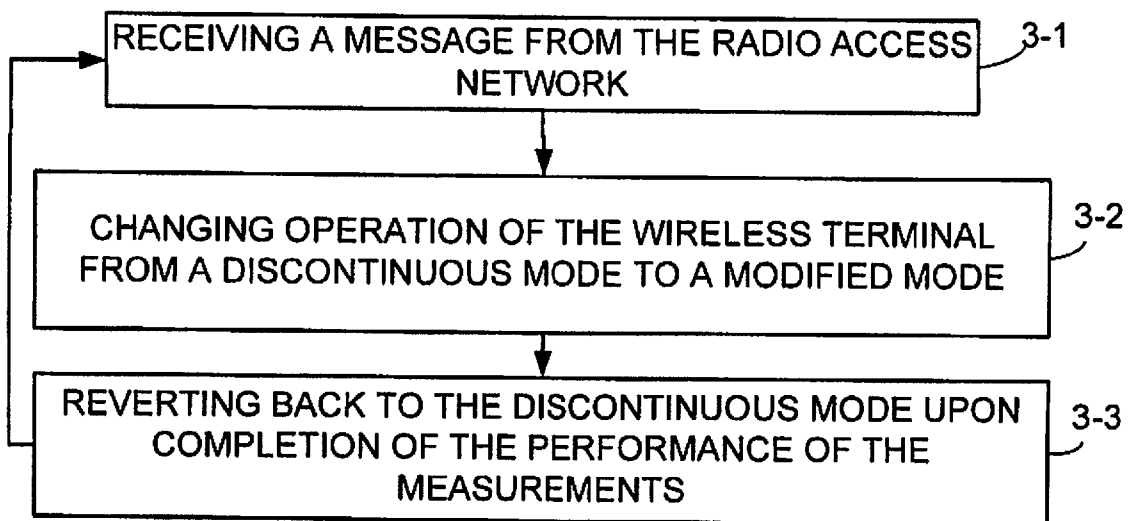 RECEIVING A MESSAGE FROM THE RADIO ACCESS
NETWORK
3-1
CHANGING OPERATION OF THE WIRELESS TERMINAL
FROM A DISCONTINUOUS MODE TO A MODIFIED MODE
3-2
REVERTING BACK TO THE DISCONTINUOUS MODE UPON
COMPLETION OF THE PERFORMANCE OF THE
MEASUREMENTS
3-3